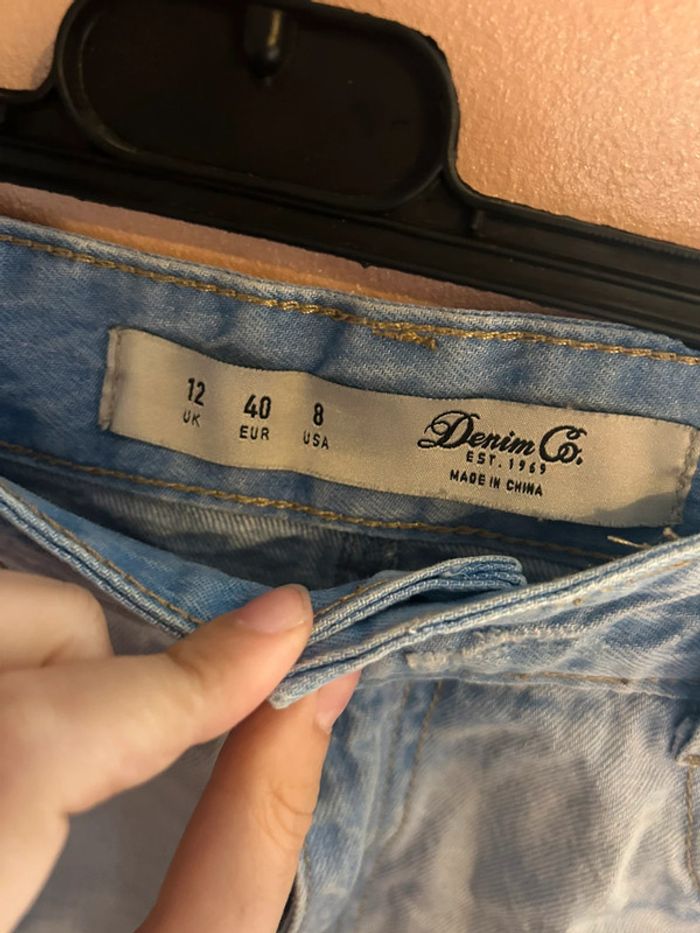 12 40 8
UK EUR USA
Denim Co.
EST. 1969
MADE IN CHINA